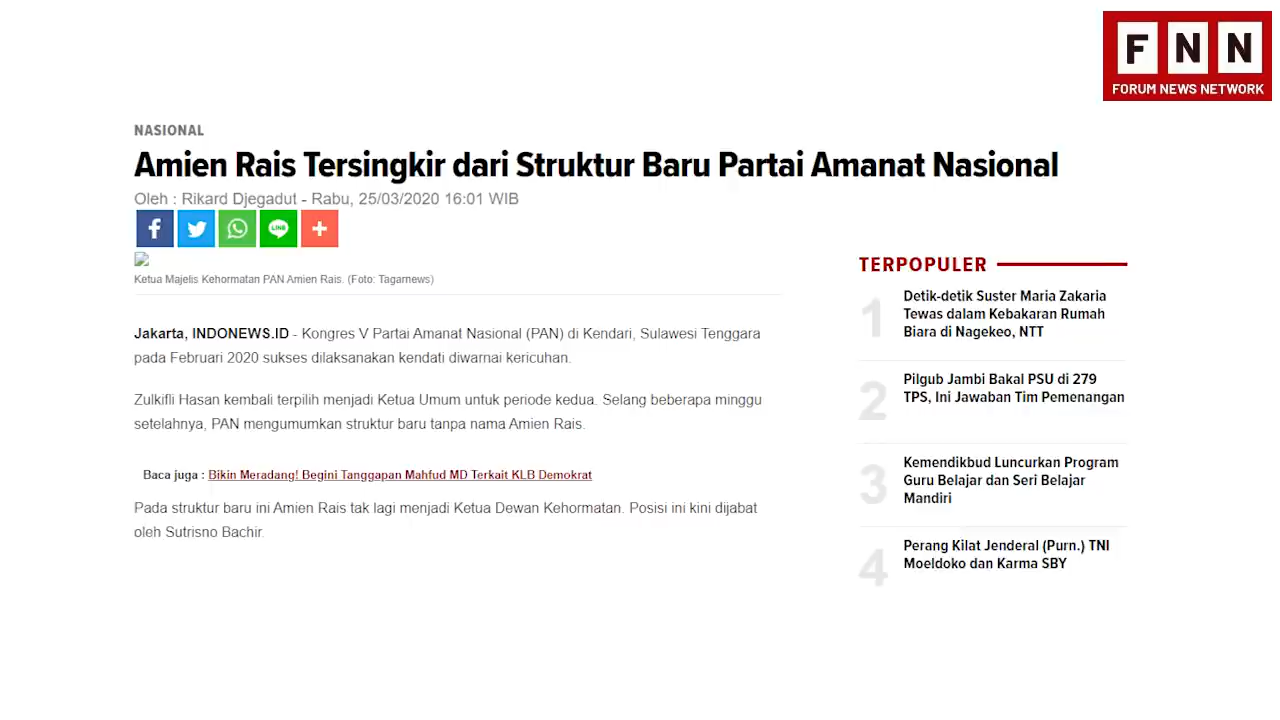 F N N
FORUM NEWS NETWORK
NASIONAL
Amien Rais Tersingkir dari Struktur Baru Partai Amanat Nasional
Oleh : Rikard Djegadut - Rabu, 25/03/2020 16:01 WIB
LINE
Ketua Majelis Kehormatan PAN Amien Rais. (Foto: Tagarnews)
Jakarta, INDONEWS.ID - Kongres V Partai Amanat Nasional (PAN) di Kendari, Sulawesi Tenggara
pada Februari 2020 sukses dilaksanakan kendati diwarnai kericuhan.
Zulkifli Hasan kembali terpilih menjadi Ketua Umum untuk periode kedua. Selang beberapa minggu
setelahnya, PAN mengumumkan struktur baru tanpa nama Amien Rais.
Baca juga : Bikin Meradang! Begini Tanggapan Mahfud MD Terkait KLB Demokrat
Pada struktur baru ini Amien Rais tak lagi menjadi Ketua Dewan Kehormatan. Posisi ini kini dijabat
oleh Sutrisno Bachir.
TERPOPULER
1
Detik-detik Suster Maria Zakaria
Tewas dalam Kebakaran Rumah
Biara di Nagekeo, NTT
2
Pilgub Jambi Bakal PSU di 279
TPS, Ini Jawaban Tim Pemenangan
3
Kemendikbud Luncurkan Program
Guru Belajar dan Seri Belajar
Mandiri
4
Perang Kilat Jenderal (Purn.) TNI
Moeldoko dan Karma SBY